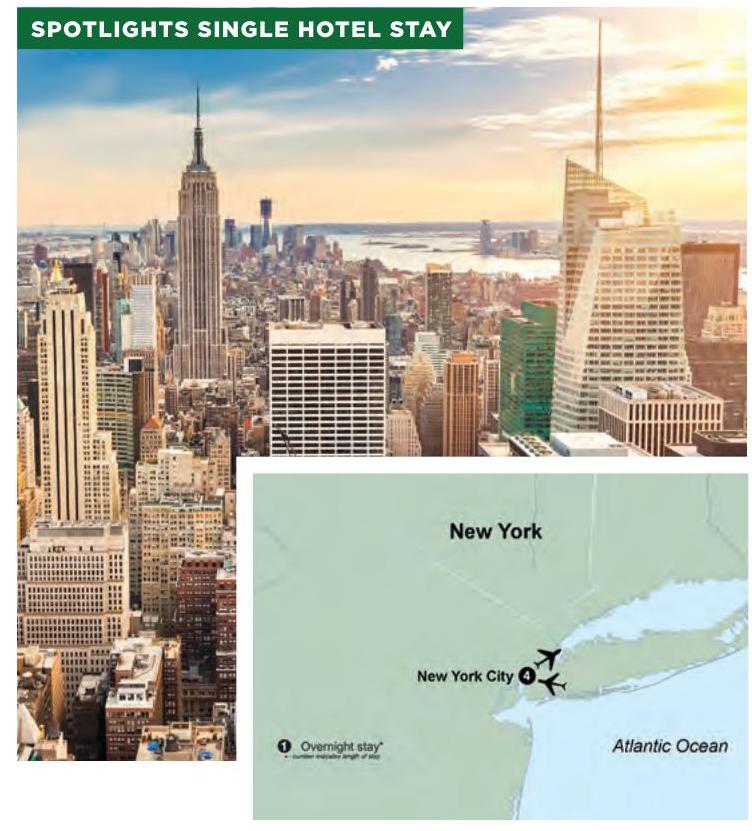 SPOTLIGHTS SINGLE HOTEL STAY
New York
New York City 4
1 Overnight stay*
*- number indicates length of stay
Atlantic Ocean